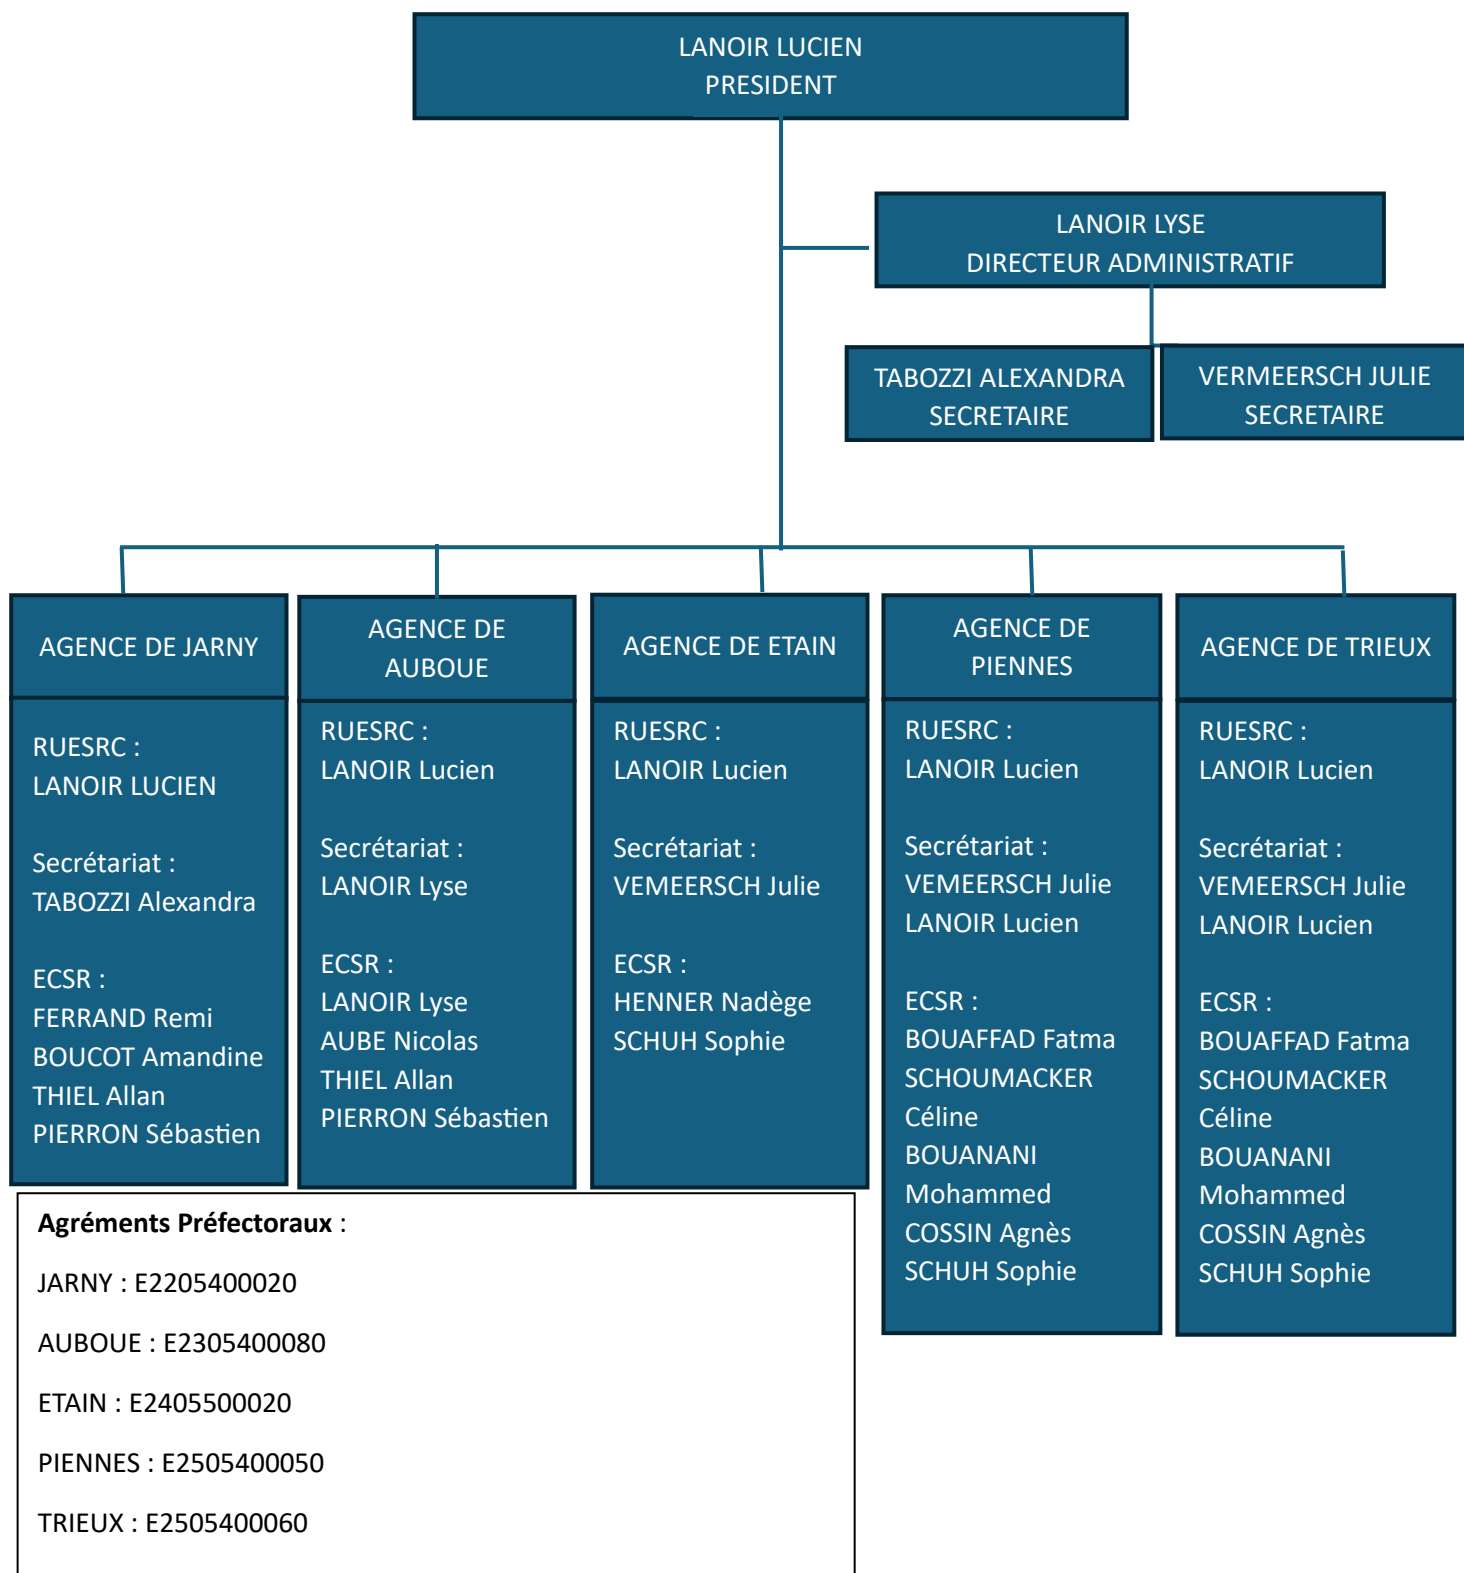 LANOIR LUCIEN
PRESIDENT
LANOIR LYSE
DIRECTEUR ADMINISTRATIF
TABOZZI ALEXANDRA
SECRETAIRE
VERMEERSCH JULIE
SECRETAIRE
AGENCE DE JARNY
RUESRC :
LANOIR LUCIEN
Secrétariat :
TABOZZI Alexandra
ECSR :
FERRAND Remi
BOUCOT Amandine
THIEL Allan
PIERRON Sébastien
AGENCE DE
AUBOUE
RUESRC :
LANOIR Lucien
Secrétariat :
LANOIR Lyse
ECSR :
LANOIR Lyse
AUBE Nicolas
THIEL Allan
PIERRON Sébastien
AGENCE DE ETAIN
RUESRC :
LANOIR Lucien
Secrétariat :
VEMEERSCH Julie
ECSR :
HENNER Nadège
SCHUH Sophie
AGENCE DE
PIENNES
RUESRC :
LANOIR Lucien
Secrétariat :
VEMEERSCH Julie
LANOIR Lucien
ECSR :
BOUAFFAD Fatma
SCHOUMACKER
Céline
BOUANANI
Mohammed
COSSIN Agnès
SCHUH Sophie
AGENCE DE TRIEUX
RUESRC :
LANOIR Lucien
Secrétariat :
VEMEERSCH Julie
LANOIR Lucien
ECSR :
BOUAFFAD Fatma
SCHOUMACKER
Céline
BOUANANI
Mohammed
COSSIN Agnès
SCHUH Sophie
Agréments Préfectoraux :
JARNY : E2205400020
AUBOUE : E2305400080
ETAIN : E2405500020
PIENNES : E2505400050
TRIEUX : E2505400060